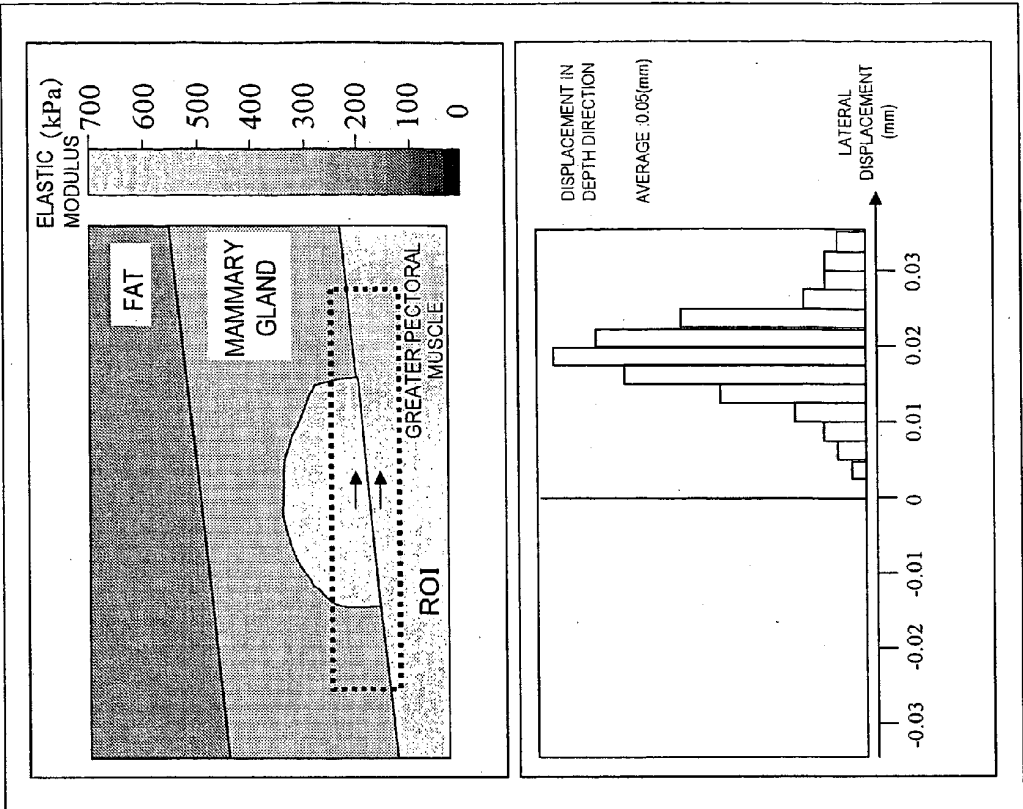 ELASTIC (kPa)
MODULUS
700
600
500
400
300
200
100
0
FAT
MAMMARY
GLAND
GREATER PECTORAL
MUSCLE
ROI
DISPLACEMENT IN
DEPTH DIRECTION
AVERAGE :0.05(mm)
LATERAL
DISPLACEMENT
(mm)
-0.03
-0.02
-0.01
0
0.01
0.02
0.03